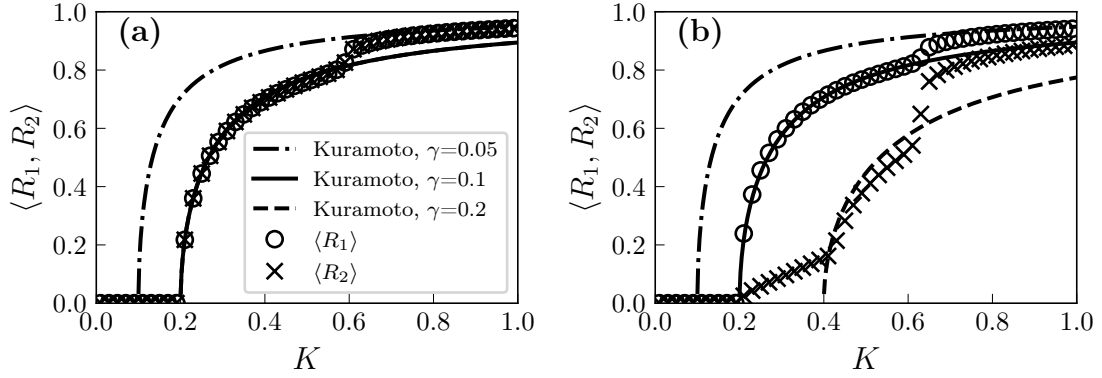 (a)
⟨R₁, R₂⟩
1.0
0.8
0.6
0.4
0.2
0.0
Kuramoto, γ=0.05
Kuramoto, γ=0.1
Kuramoto, γ=0.2
⟨R₁⟩
⟨R₂⟩
0.0 0.2 0.4 0.6 0.8 1.0
K
(b)
⟨R₁, R₂⟩
1.0
0.8
0.6
0.4
0.2
0.0
0.0 0.2 0.4 0.6 0.8 1.0
K